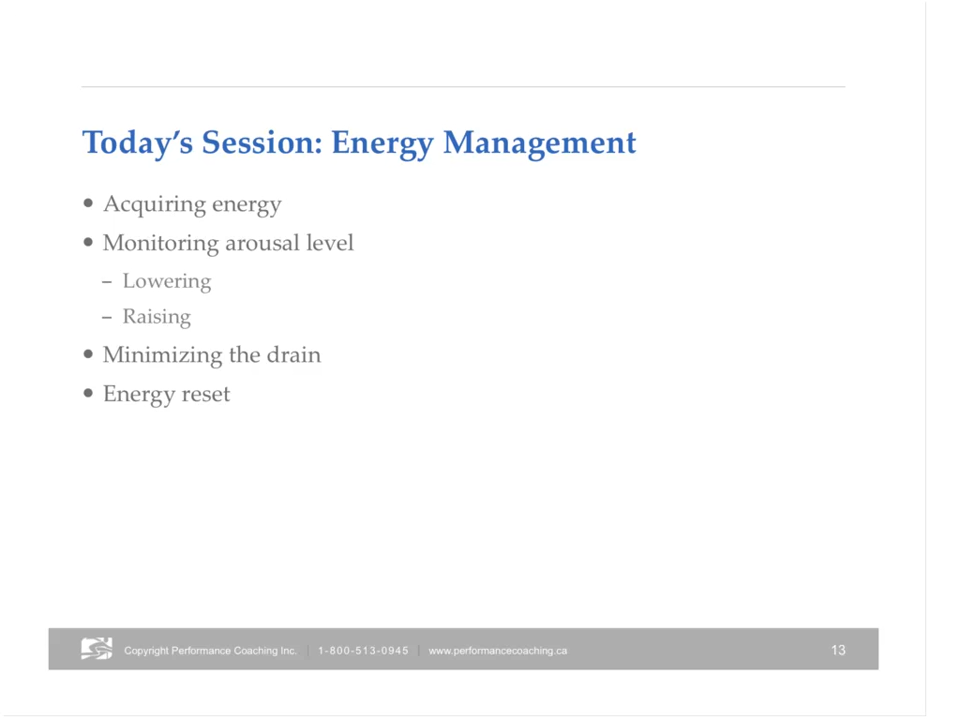 Today’s Session: Energy Management
• Acquiring energy
• Monitoring arousal level
– Lowering
– Raising
• Minimizing the drain
• Energy reset
Copyright Performance Coaching Inc. | 1-800-513-0945 | www.performancecoaching.ca 13